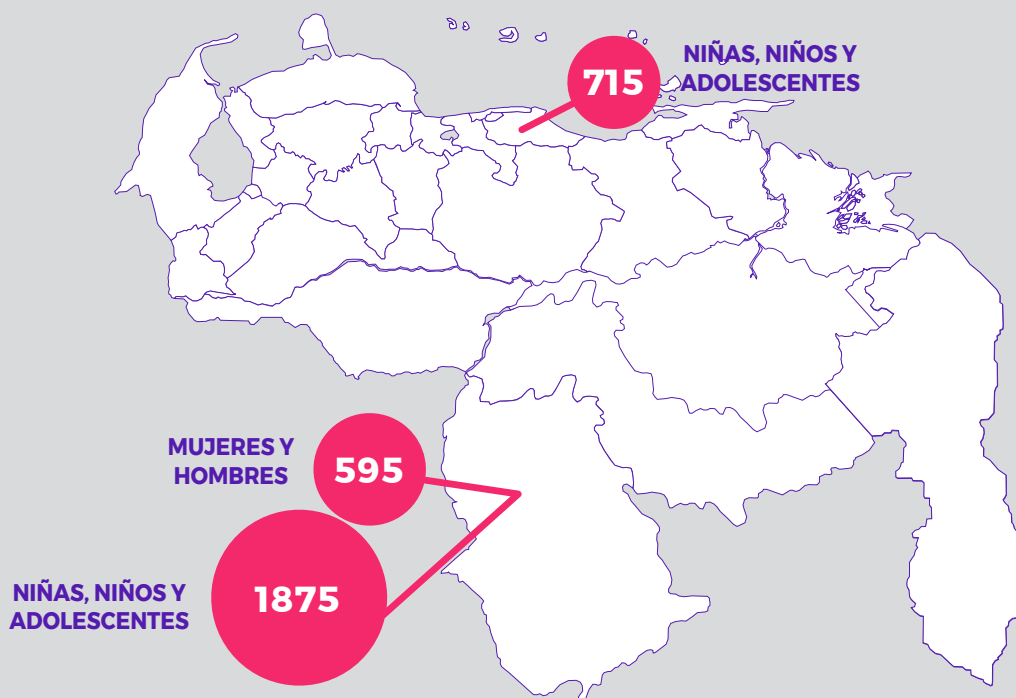 715
NIÑAS, NIÑOS Y
ADOLESCENTES
MUJERES Y
HOMBRES
595
NIÑAS, NIÑOS Y
ADOLESCENTES
1875